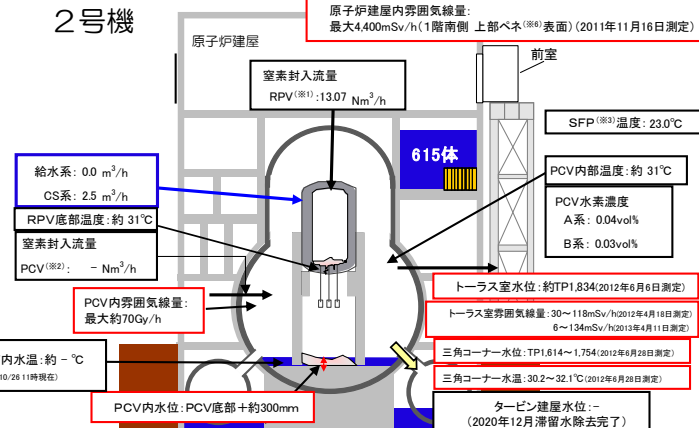 ２号機
原子炉建屋内雰囲気線量：
最大4,400mSv/h（1階南側 上部ペネ(※6)表面）(2011年11月16日測定)
原子炉建屋
前室
窒素封入流量
RPV(※1)：13.07 Nm3/h
SFP(※3)温度： 23.0℃
615体
給水系： 0.0 m3/h
CS系： 2.5 m3/h
PCV内部温度：約 31℃
PCV水素濃度
A系： 0.04vol%
B系： 0.03vol%
RPV底部温度：約 31℃
窒素封入流量
PCV(※2)： － Nm3/h
トーラス室水位：約TP1,834（2012年6月6日測定）
PCV内雰囲気線量：
最大約70Gy/h
トーラス室雰囲気線量：30～118mSv/h(2012年4月18日測定)
6～134mSv/h(2013年4月11日測定)
三角コーナー水位：TP1,614～1,754(2012年6月28日測定)
内水温：約 － ℃
10/26 11時現在）
三角コーナー水温：30.2～32.1℃(2012年6月28日測定)
PCV内水位：PCV底部＋約300mm
タービン建屋水位：－
（2020年12月滞留水除去完了）